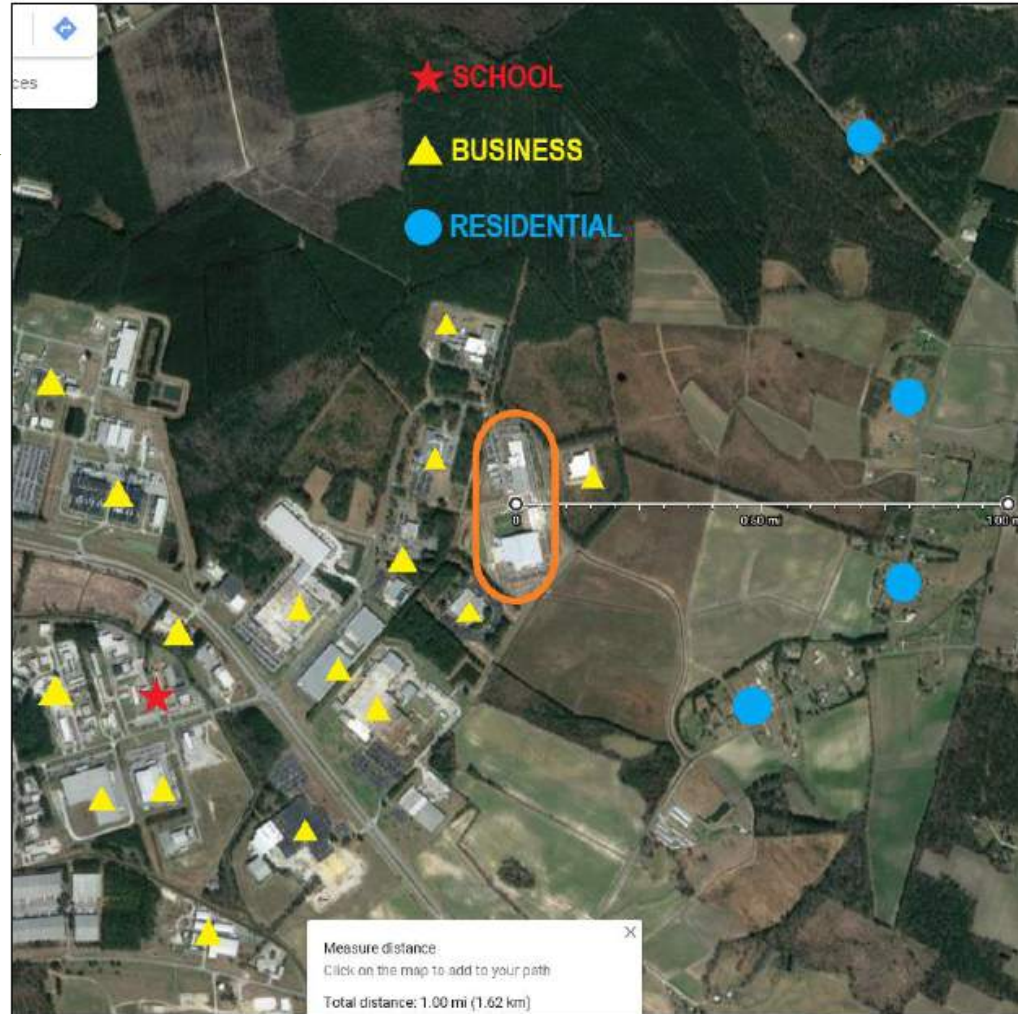 ces
SCHOOL
BUSINESS
RESIDENTIAL
0
0.50 mi
1.00 mi
Measure distance
Click on the map to add to your path
Total distance: 1.00 mi (1.62 km)